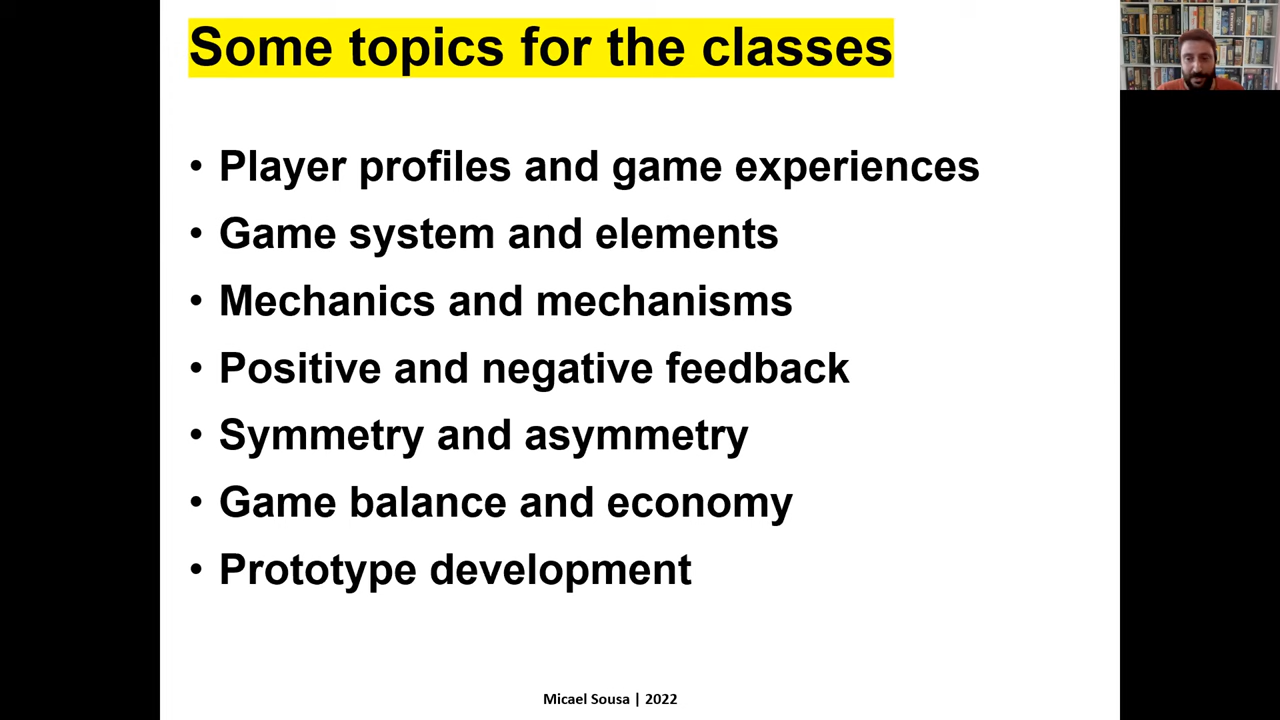 Some topics for the classes
• Player profiles and game experiences
• Game system and elements
• Mechanics and mechanisms
• Positive and negative feedback
• Symmetry and asymmetry
• Game balance and economy
• Prototype development
Micael Sousa | 2022